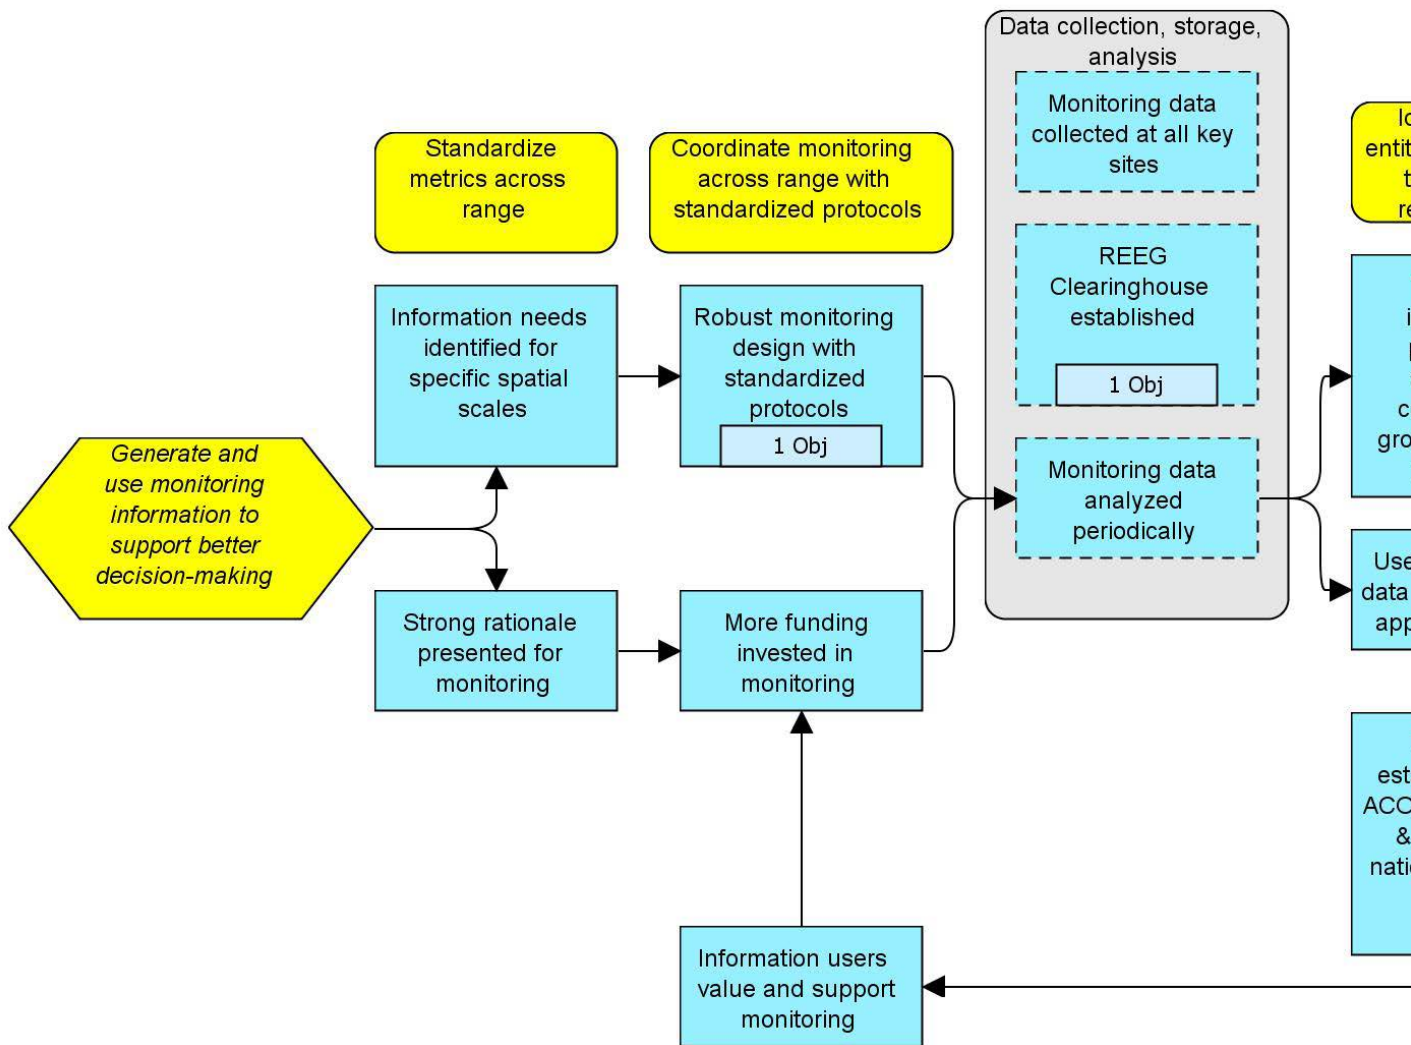 Data collection, storage,
analysis
Monitoring data
collected at all key
sites
REEG
Clearinghouse
established
1 Obj
Monitoring data
analyzed
periodically
Standardize
metrics across
range
Coordinate monitoring
across range with
standardized protocols
Information needs
identified for
specific spatial
scales
Robust monitoring
design with
standardized
protocols
1 Obj
Generate and
use monitoring
information to
support better
decision-making
Strong rationale
presented for
monitoring
More funding
invested in
monitoring
Information users
value and support
monitoring
Use
data